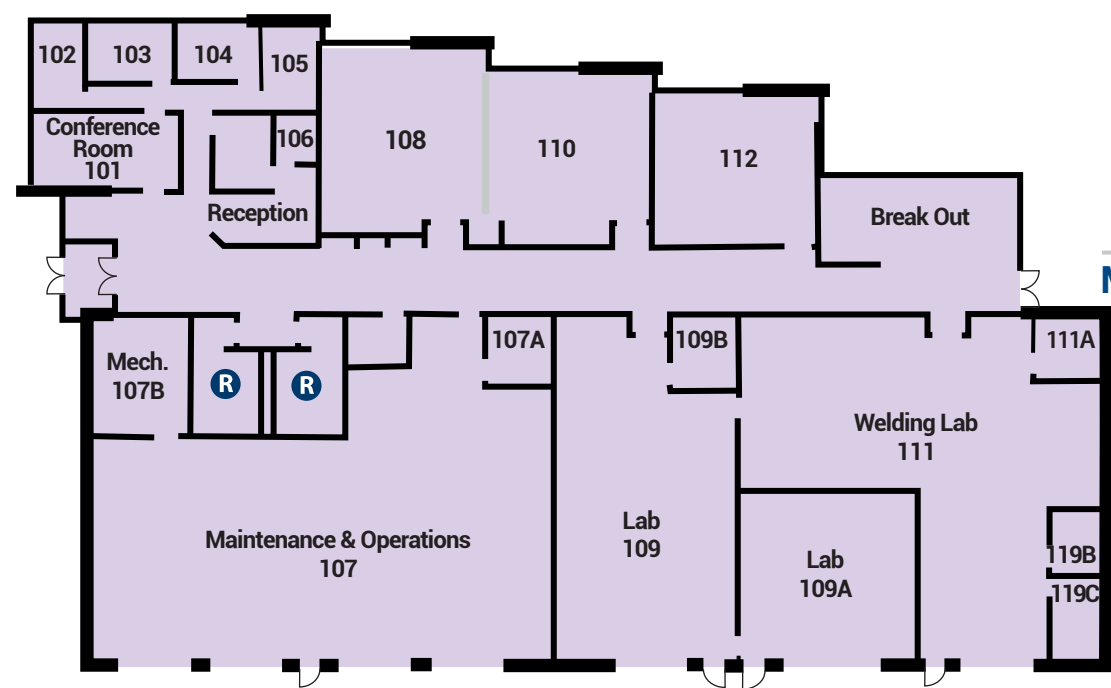 102
103
104
105
Conference
Room
101
106
108
110
112
Reception
Break Out
Mech.
107B
R
R
107A
109B
111A
Welding Lab
111
Maintenance & Operations
107
Lab
109
Lab
109A
119B
119C